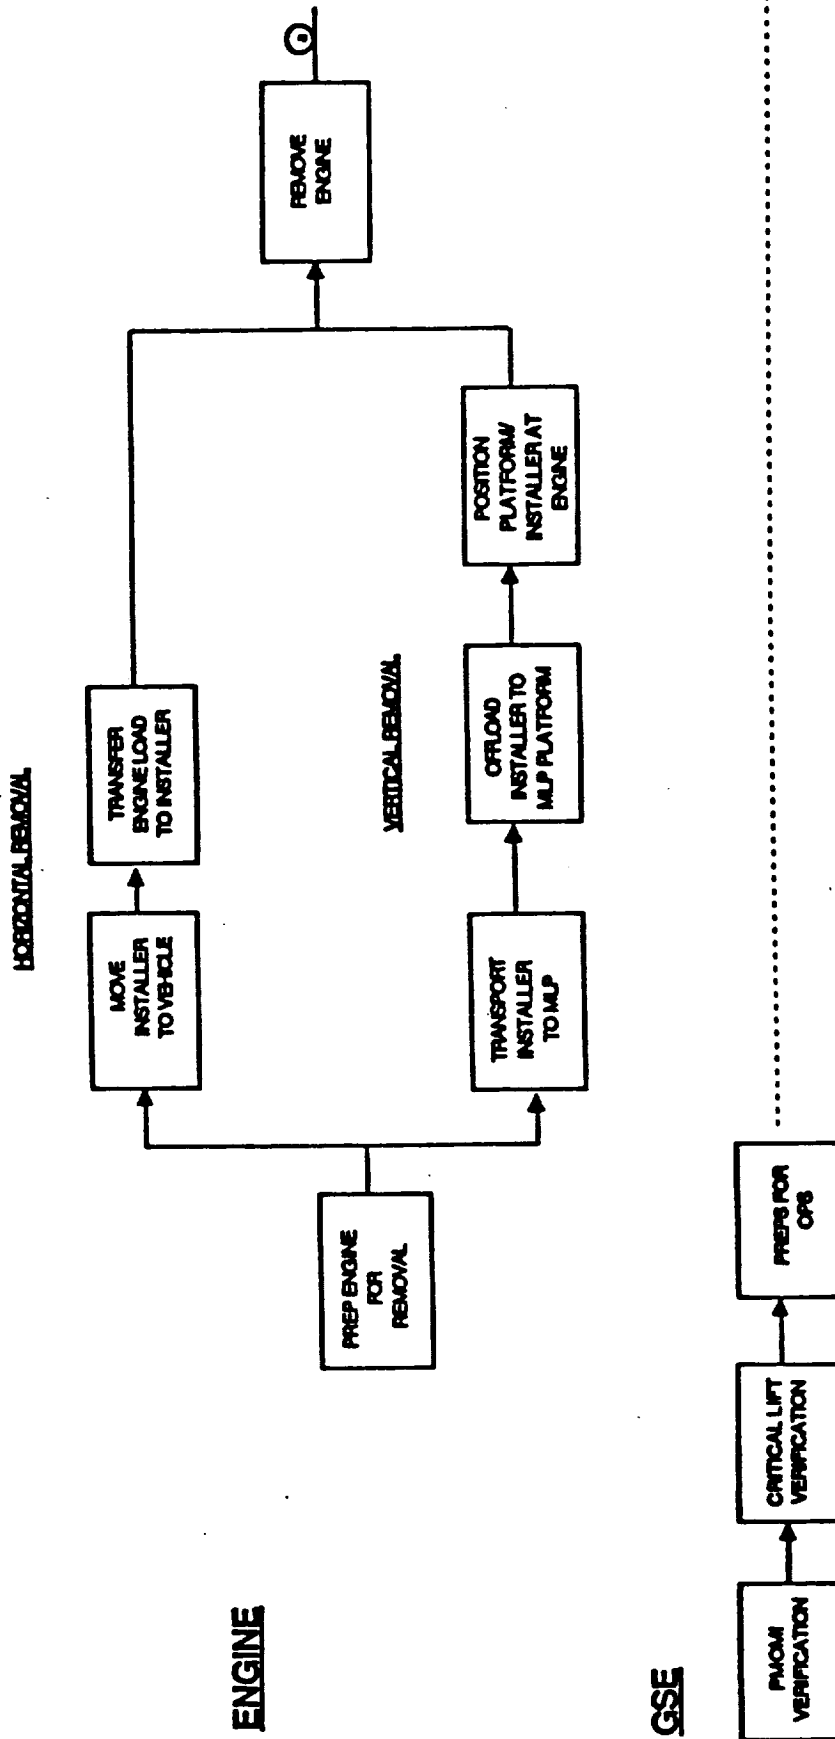 HORIZONTAL REMOVAL
MOVE
INSTALLER
TO VEHICLE
TRANSFER
ENGINE LOAD
TO INSTALLER
ENGINE
PREP ENGINE
FOR
REMOVAL
REMOVE
ENGINE
a
VERTICAL REMOVAL
TRANSPORT
INSTALLER
TO MLP
OFFLOAD
INSTALLER TO
MLP PLATFORM
POSITION
PLATFORM/
INSTALLER AT
ENGINE
GSE
PMOMI
VERIFICATION
CRITICAL LIFT
VERIFICATION
PREPS FOR
OPS